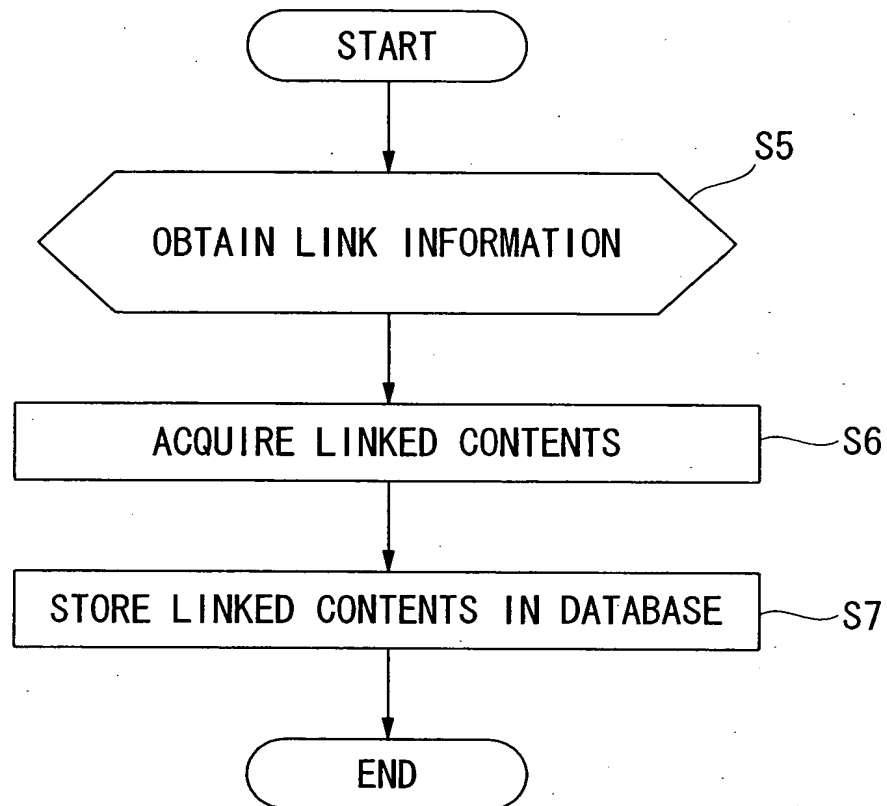 START
S5
OBTAIN LINK INFORMATION
ACQUIRE LINKED CONTENTS
S6
STORE LINKED CONTENTS IN DATABASE
S7
END